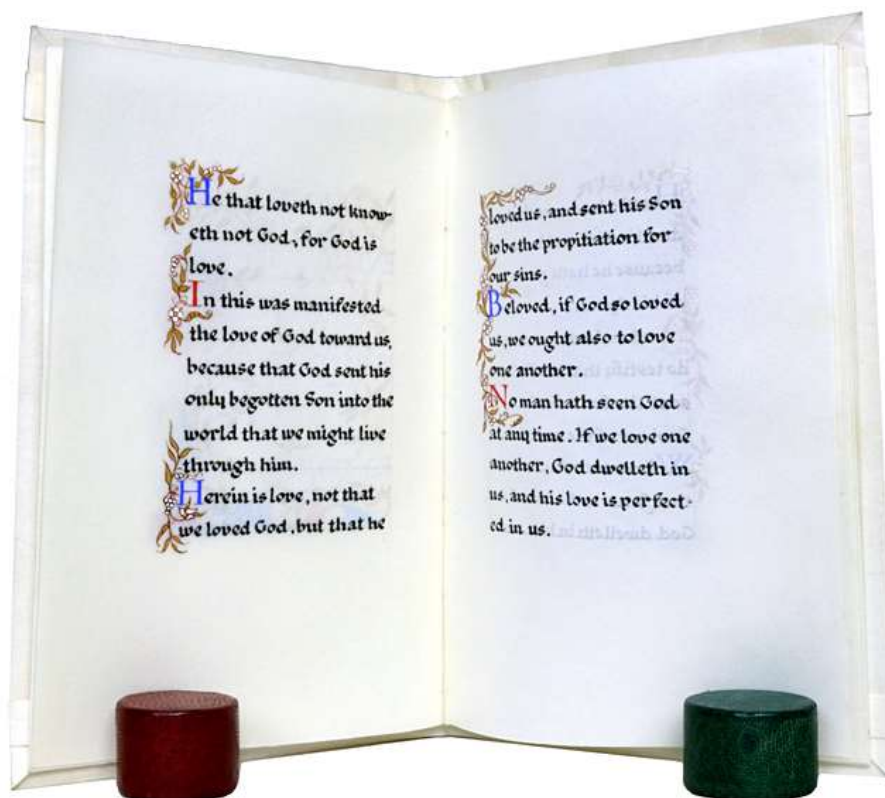 He that loveth not know-
eth not God, for God is
love.
In this was manifested
the love of God toward us,
because that God sent his
only begotten Son into the
world that we might live
through him.
Herein is love, not that
we loved God, but that he
loved us, and sent his Son
to be the propitiation for
our sins.
Beloved, if God so loved
us, we ought also to love
one another.
No man hath seen God
at any time. If we love one
another, God dwelleth in
us, and his love is perfect-
ed in us.